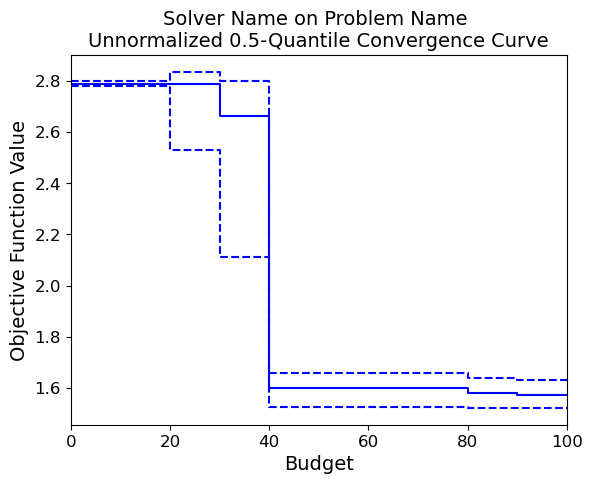 Solver Name on Problem Name
Unnormalized 0.5-Quantile Convergence Curve
Objective Function Value
2.8
2.6
2.4
2.2
2.0
1.8
1.6
0 20 40 60 80 100
Budget